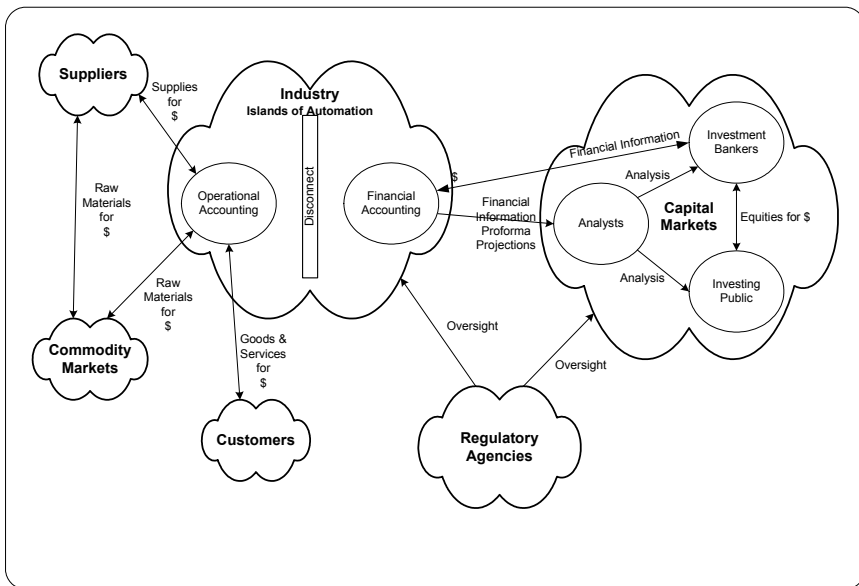 Suppliers
Supplies
for
$
Industry
Islands of Automation
Disconnect
Operational
Accounting
Financial
Accounting
$
Financial Information
Investment
Bankers
Analysis
Financial
Information
Proforma
Projections
Analysts
Capital
Markets
Equities for $
Analysis
Investing
Public
Raw
Materials
for
$
Raw
Materials
for
$
Commodity
Markets
Goods &
Services
for
$
Customers
Oversight
Oversight
Regulatory
Agencies